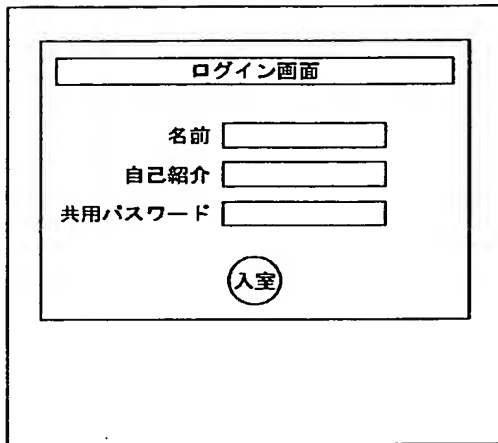 ログイン画面
名前
自己紹介
共用パスワード
入室